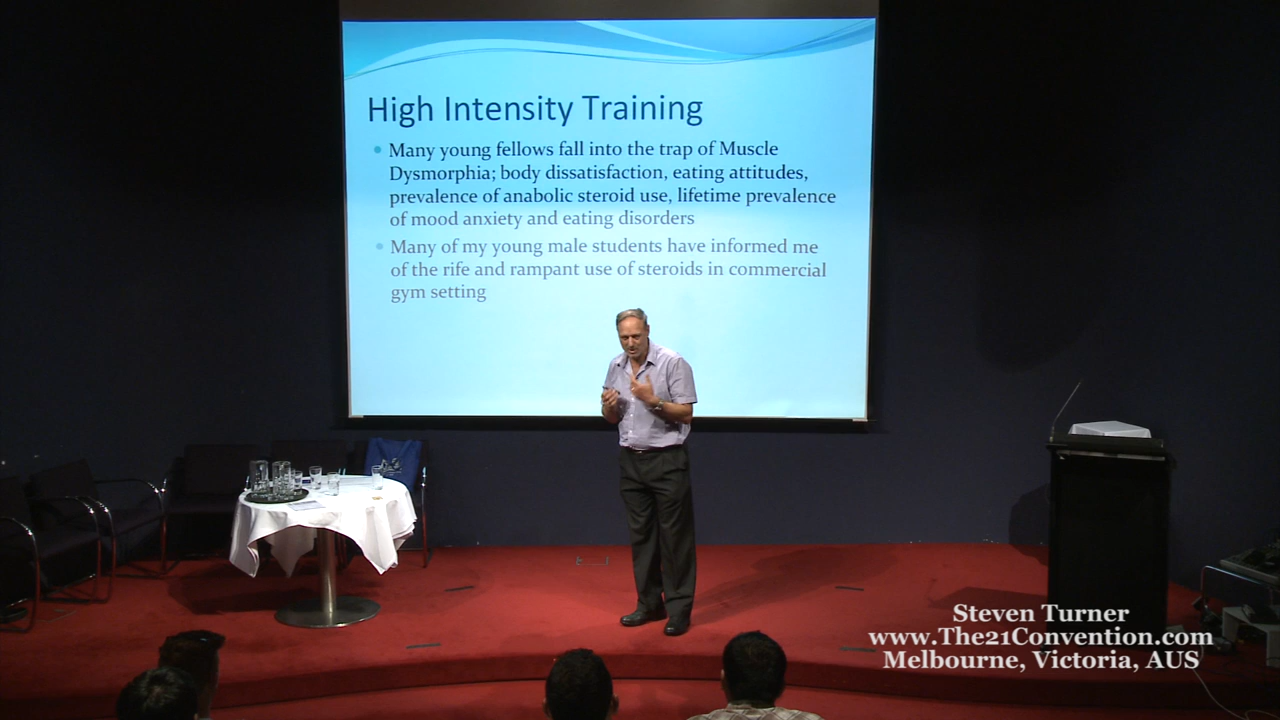 High Intensity Training
Many young fellows fall into the trap of Muscle
Dysmorphia; body dissatisfaction, eating attitudes,
prevalence of anabolic steroid use, lifetime prevalence
of mood anxiety and eating disorders
Many of my young male students have informed me
of the rife and rampant use of steroids in commercial
gym setting
Steven Turner
www.The21Convention.com
Melbourne, Victoria, AUS